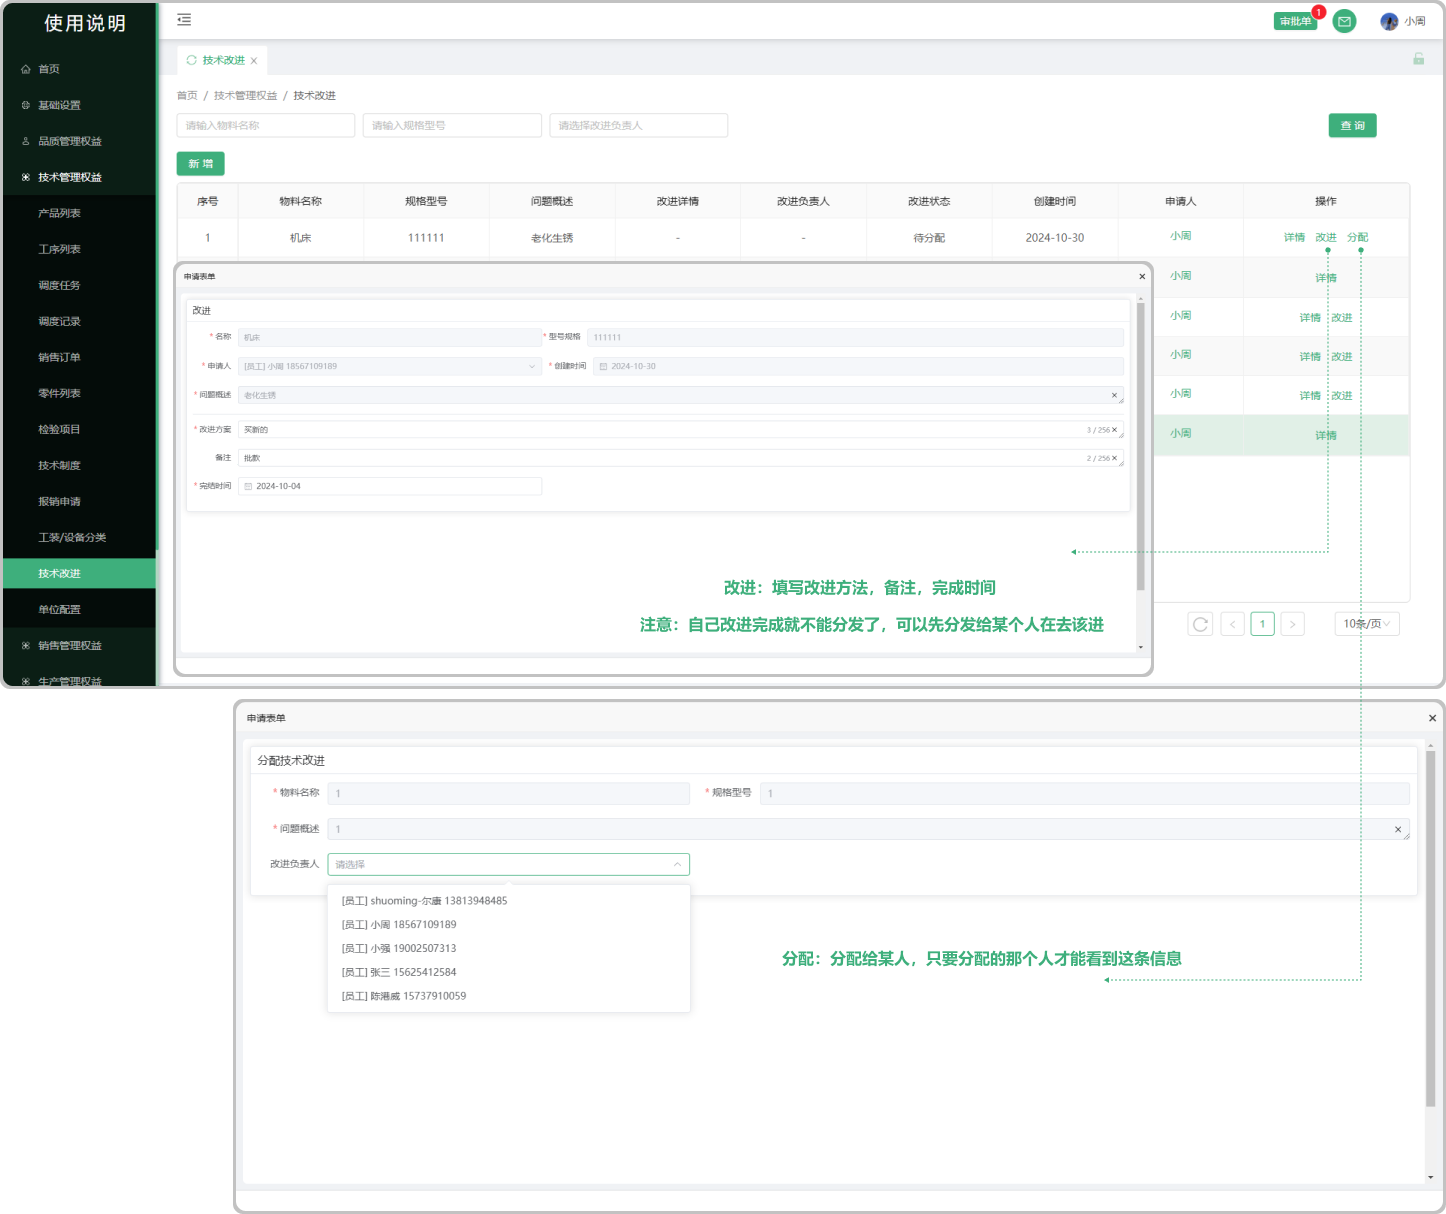 使用说明
审批单
1
小周
首页
基础设置
品质管理权益
技术管理权益
产品列表
工序列表
调度任务
调度记录
销售订单
零件列表
检验项目
技术制度
报销申请
工装/设备分类
技术改进
单位配置
销售管理权益
生产管理权益
技术改进
首页 / 技术管理权益 / 技术改进
请输入物料名称 请输入规格型号 请选择改进负责人 查 询
新 增
序号 物料名称 规格型号 问题概述 改进详情 改进负责人 改进状态 创建时间 申请人 操作
1 机床 111111 老化生锈 - - 待分配 2024-10-30 小周 详情 改进 分配
小周 详情
小周 详情 改进
小周 详情 改进
小周 详情 改进
小周 详情
1 10条/页
申请表单
改进
* 名称 机床 * 型号规格 111111
* 申请人 [员工] 小周 18567109189 * 创建时间 2024-10-30
* 问题概述 老化生锈
* 改进方案 买新的 3 / 256
备注 批款 2 / 256
* 完结时间 2024-10-04
改进：填写改进方法，备注，完成时间
注意：自己改进完成就不能分发了，可以先分发给某个人在去该进
申请表单
分配技术改进
* 物料名称 1 * 规格型号 1
* 问题概述 1
改进负责人 请选择
[员工] shuoming-尔康 13813948485
[员工] 小周 18567109189
[员工] 小强 19002507313
[员工] 张三 15625412584
[员工] 陈港威 15737910059
分配：分配给某人，只要分配的那个人才能看到这条信息